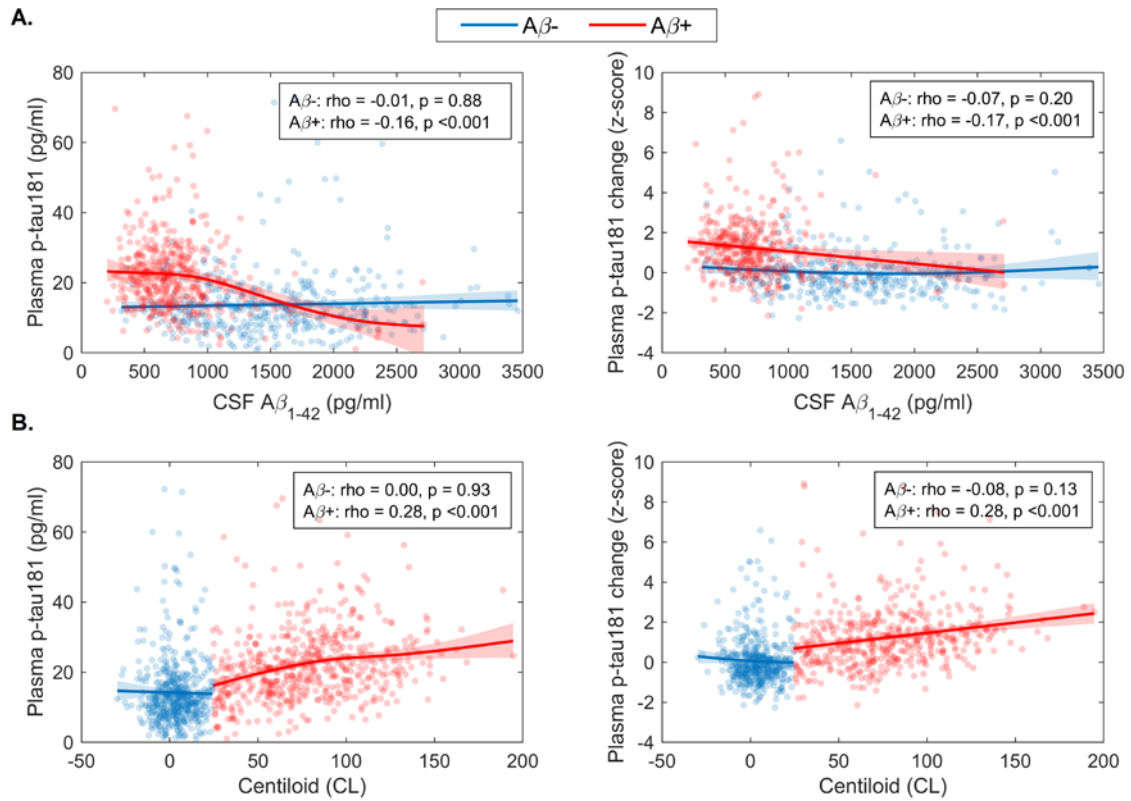 A.
Aβ- Aβ+
Plasma p-tau181 (pg/ml)
80
60
40
20
0
Aβ-: rho = -0.01, p = 0.88
Aβ+: rho = -0.16, p <0.001
0 500 1000 1500 2000 2500 3000 3500
CSF Aβ1-42 (pg/ml)
Plasma p-tau181 change (z-score)
10
8
6
4
2
0
-2
-4
Aβ-: rho = -0.07, p = 0.20
Aβ+: rho = -0.17, p <0.001
0 500 1000 1500 2000 2500 3000 3500
CSF Aβ1-42 (pg/ml)
B.
Plasma p-tau181 (pg/ml)
80
60
40
20
0
Aβ-: rho = 0.00, p = 0.93
Aβ+: rho = 0.28, p <0.001
-50 0 50 100 150 200
Centiloid (CL)
Plasma p-tau181 change (z-score)
10
8
6
4
2
0
-2
-4
Aβ-: rho = -0.08, p = 0.13
Aβ+: rho = 0.28, p <0.001
-50 0 50 100 150 200
Centiloid (CL)